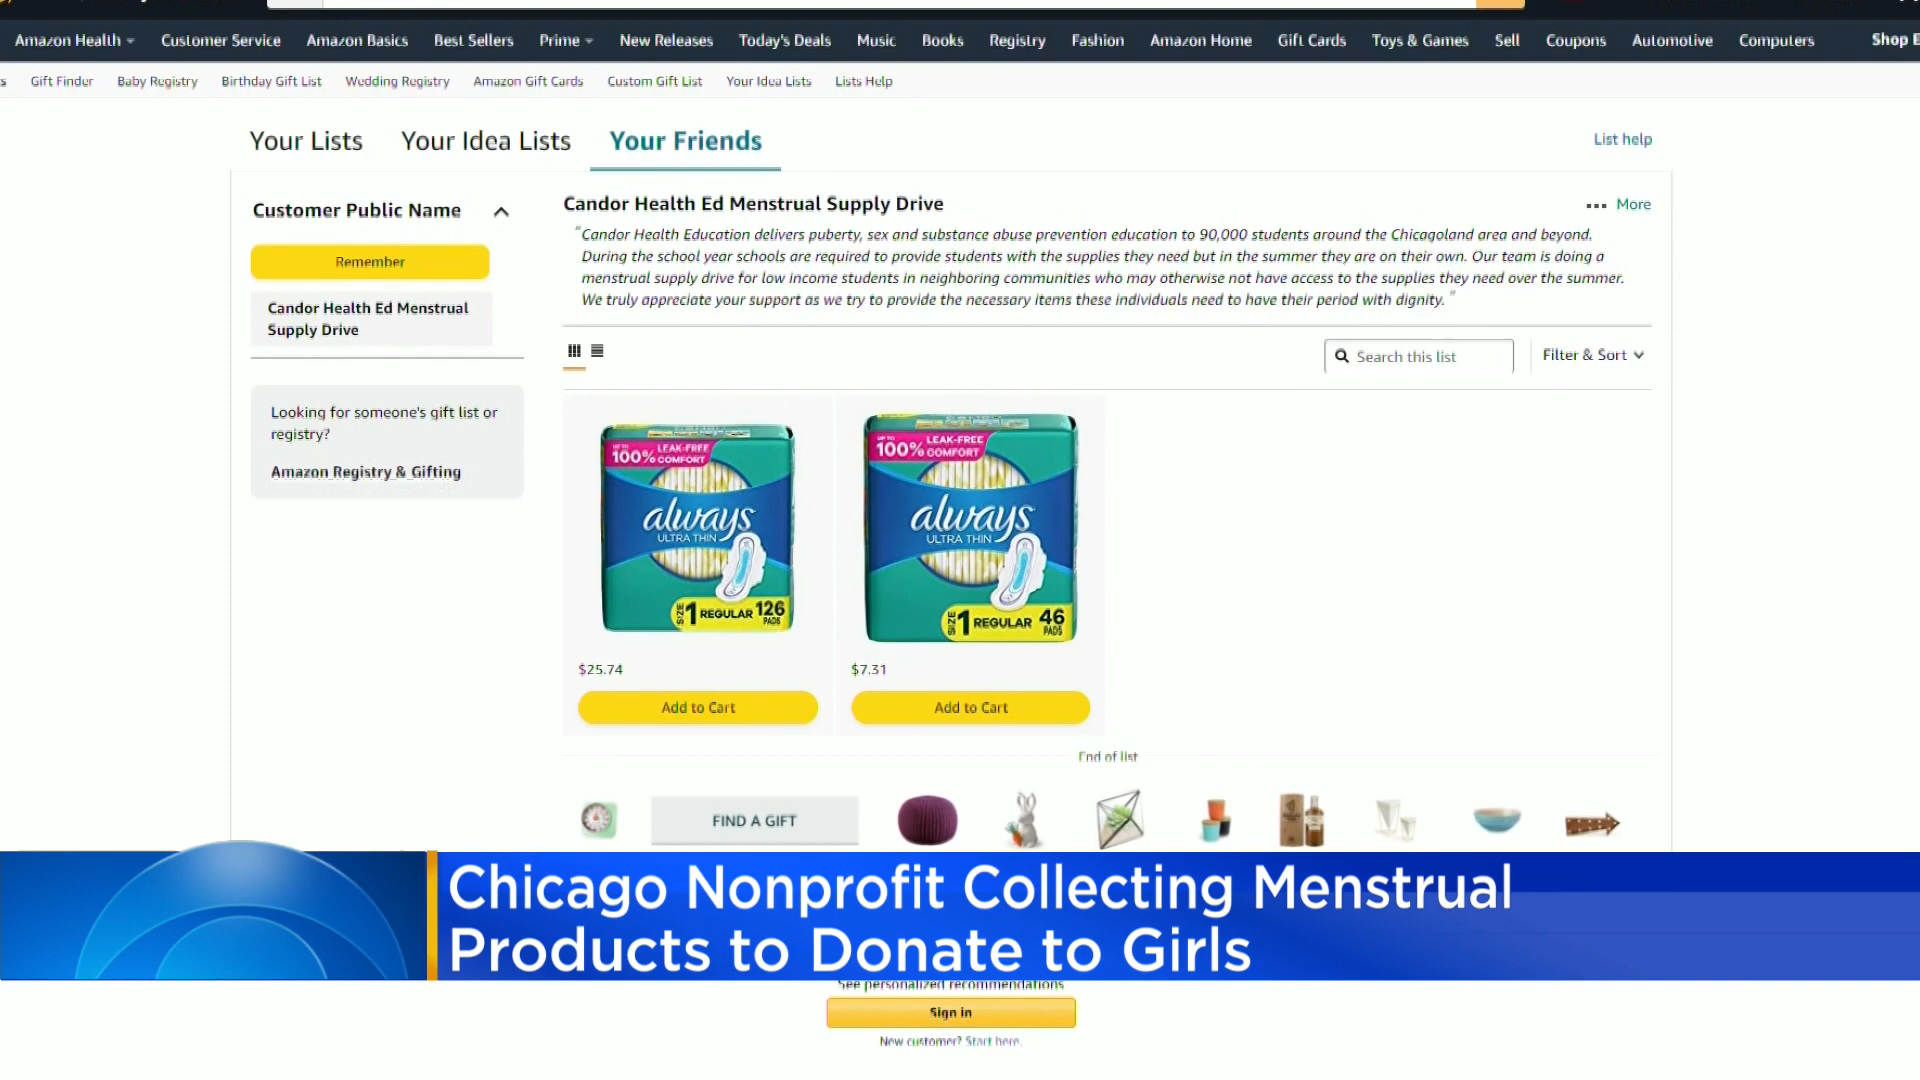 Amazon Health Customer Service Amazon Basics Best Sellers Prime New Releases Today's Deals Music Books Registry Fashion Amazon Home Gift Cards Toys & Games Sell Coupons Automotive Computers Shop
Gift Finder Baby Registry Birthday Gift List Wedding Registry Amazon Gift Cards Custom Gift List Your Idea Lists Lists Help
Your Lists Your Idea Lists Your Friends List help
Customer Public Name
Remember
Candor Health Ed Menstrual
Supply Drive
Looking for someone's gift list or
registry?
Amazon Registry & Gifting
Candor Health Ed Menstrual Supply Drive
More
"Candor Health Education delivers puberty, sex and substance abuse prevention education to 90,000 students around the Chicagoland area and beyond.
During the school year schools are required to provide students with the supplies they need but in the summer they are on their own. Our team is doing a
menstrual supply drive for low income students in neighboring communities who may otherwise not have access to the supplies they need over the summer.
We truly appreciate your support as we try to provide the necessary items these individuals need to have their period with dignity."
Search this list Filter & Sort
UP TO
100% LEAK-FREE
COMFORT
always
ULTRA THIN
SIZE 1 REGULAR 126
PADS
$25.74
Add to Cart
UP TO
100% LEAK-FREE
COMFORT
always
ULTRA THIN
SIZE 1 REGULAR 46
PADS
$7.31
Add to Cart
End of list
FIND A GIFT
Chicago Nonprofit Collecting Menstrual
Products to Donate to Girls
See personalized recommendations
Sign in
New customer? Start here.